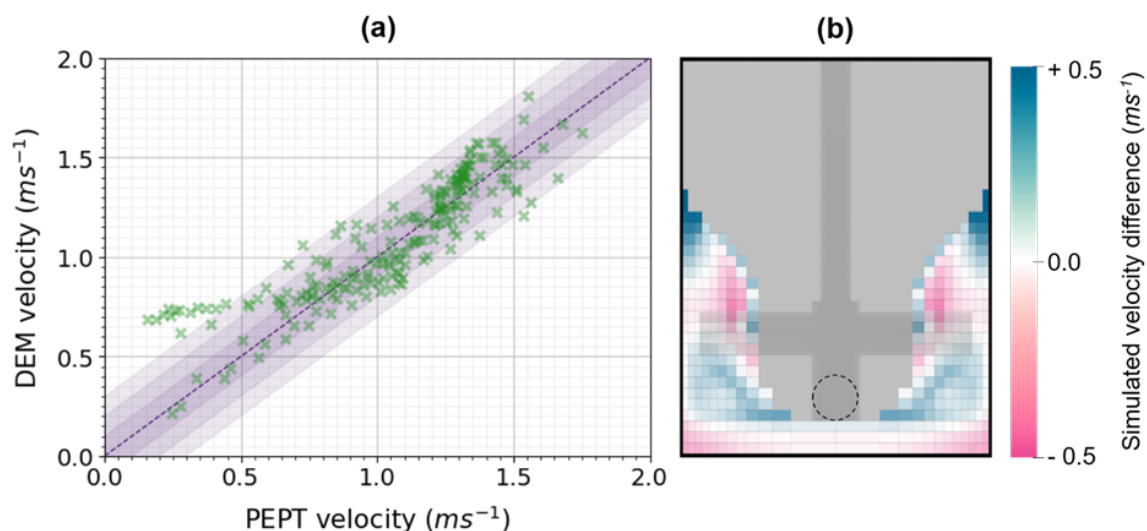 (a)
(b)
2.0
1.5
1.0
0.5
0.0
0.0
0.5
1.0
1.5
2.0
DEM velocity (ms⁻¹)
PEPT velocity (ms⁻¹)
+ 0.5
0.0
- 0.5
Simulated velocity difference (ms⁻¹)